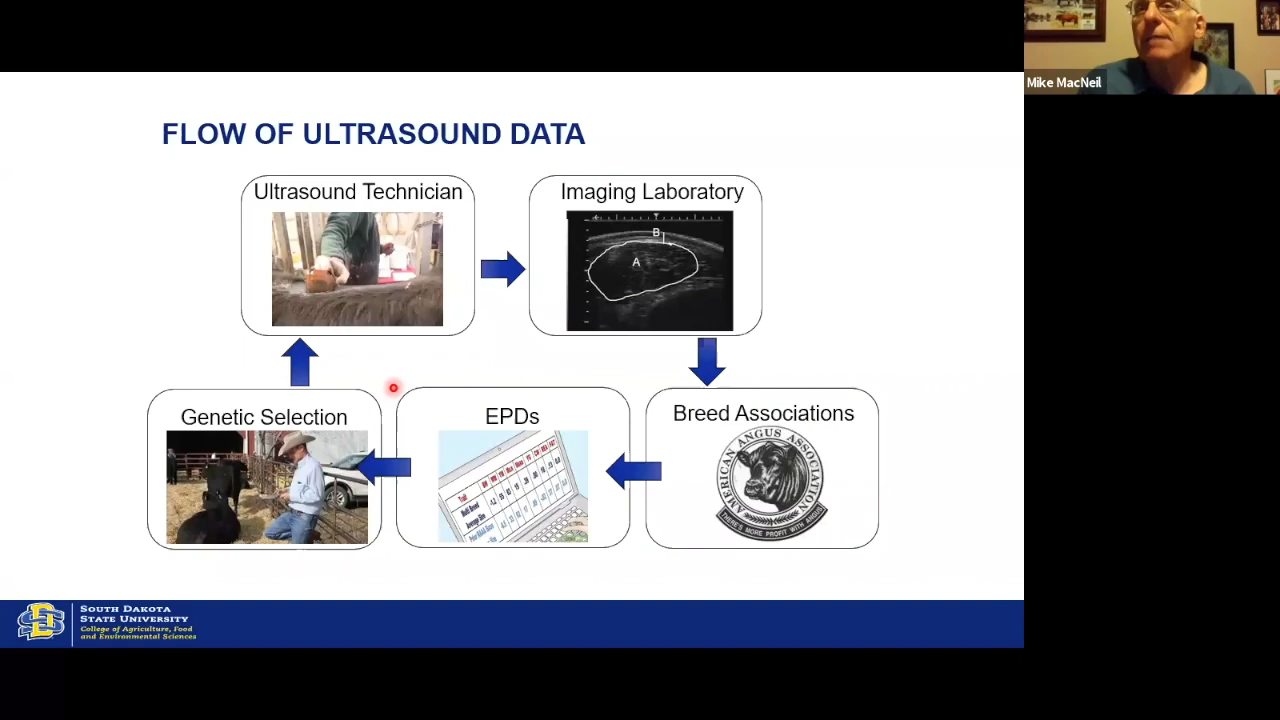 Mike MacNeil
FLOW OF ULTRASOUND DATA
Ultrasound Technician
Imaging Laboratory
B
A
Genetic Selection
EPDs
Breed Associations
Trait
AMERICAN ANGUS ASSOCIATION
THERE'S MORE PROFIT WITH ANGUS
SOUTH DAKOTA
STATE UNIVERSITY
College of Agriculture, Food
and Environmental Sciences